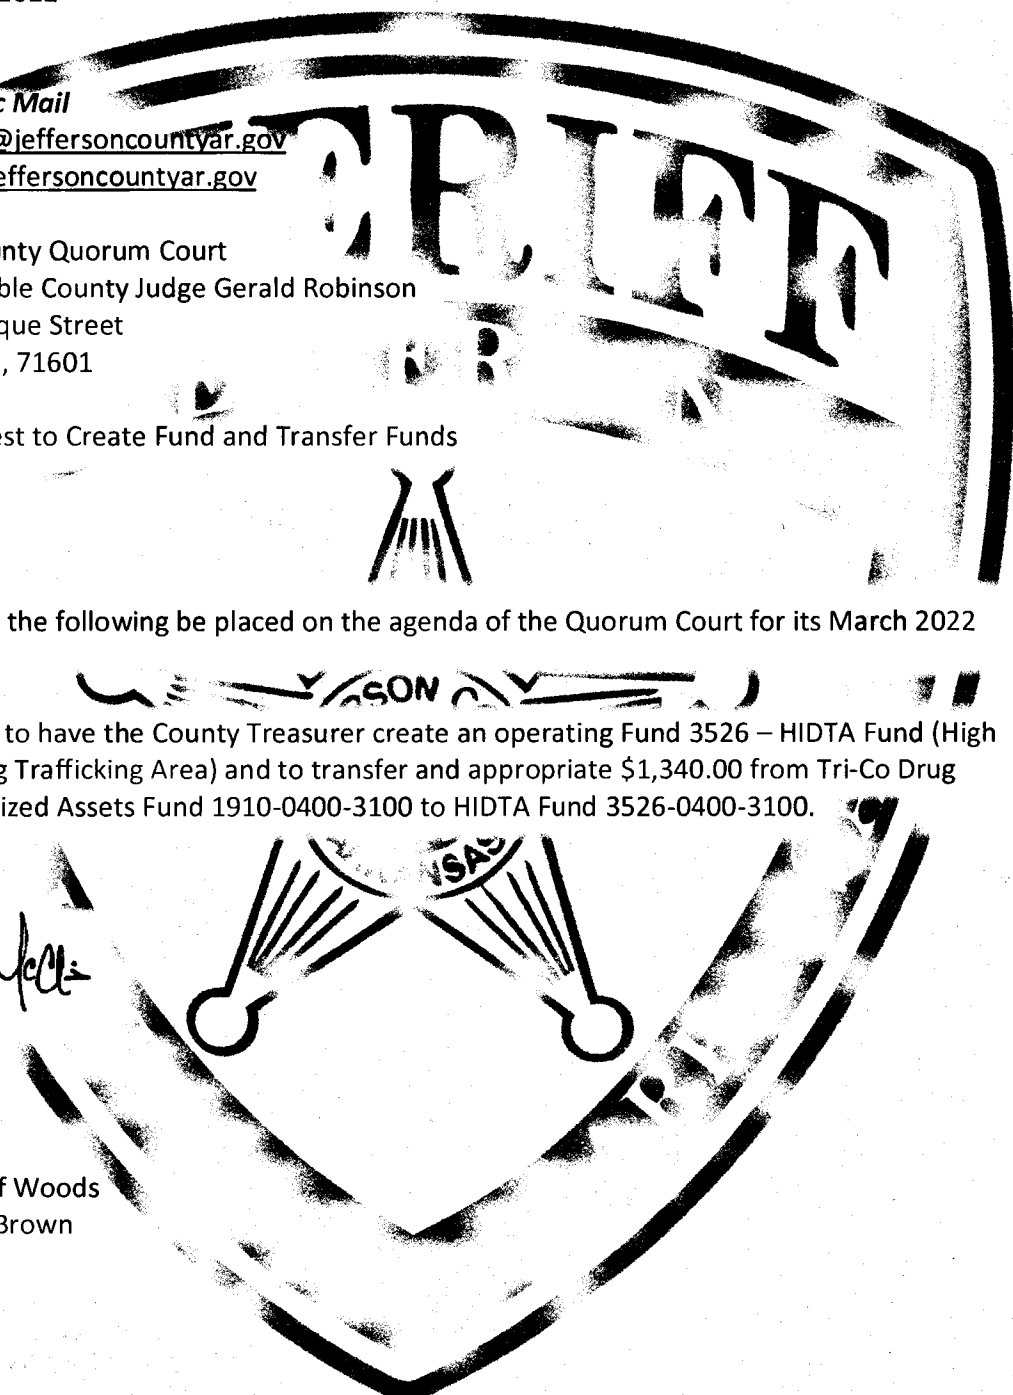 Mail
@jeffersoncountyar.gov
effersoncountyar.gov
nty Quorum Court
ble County Judge Gerald Robinson
que Street
, 71601
est to Create Fund and Transfer Funds
the following be placed on the agenda of the Quorum Court for its March 2022
SON
to have the County Treasurer create an operating Fund 3526 – HIDTA Fund (High
g Trafficking Area) and to transfer and appropriate $1,340.00 from Tri-Co Drug
ized Assets Fund 1910-0400-3100 to HIDTA Fund 3526-0400-3100.
NSAS
f Woods
Brown
ERIFF